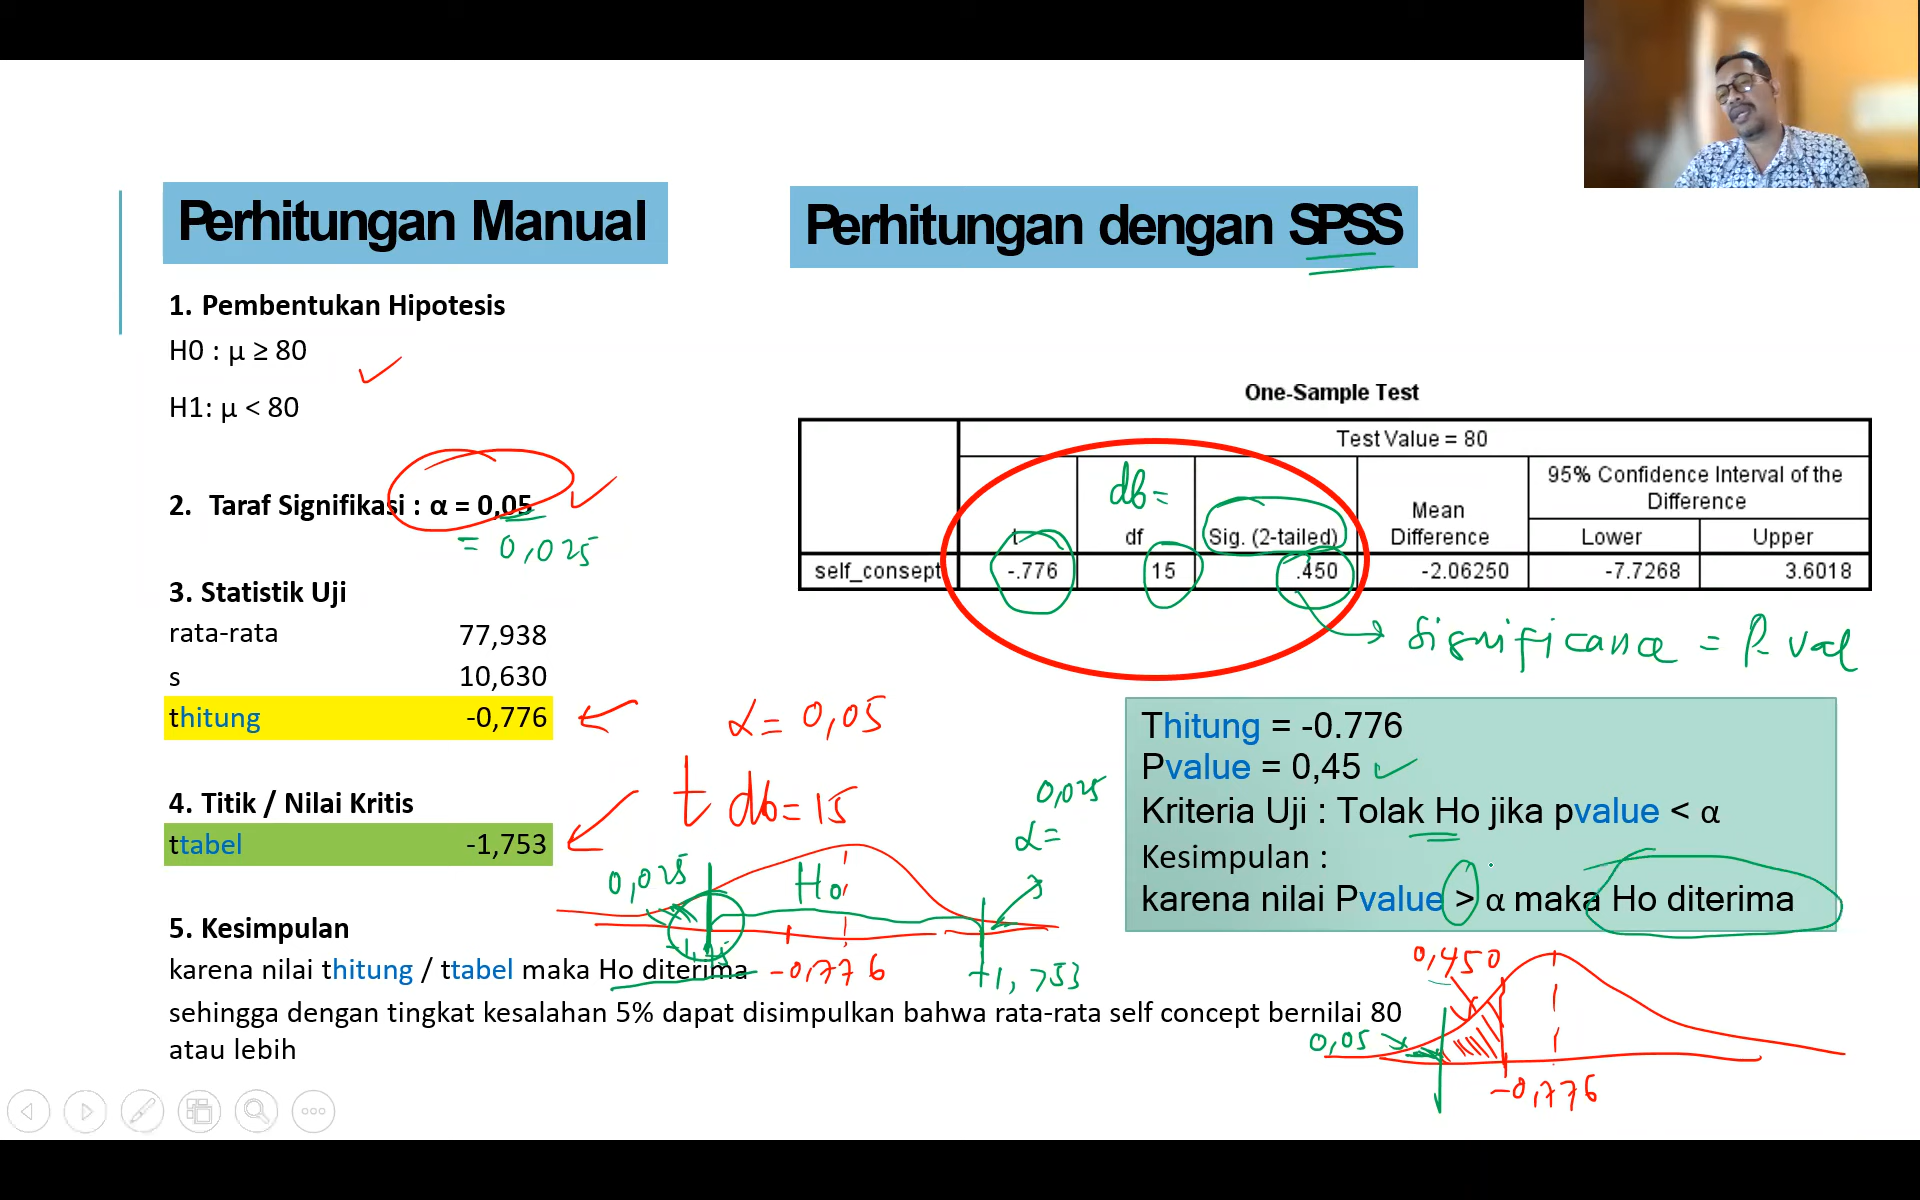 Perhitungan Manual
1. Pembentukan Hipotesis
H0 : μ ≥ 80
H1: μ < 80
2. Taraf Signifikasi : α = 0,05
= 0,025
3. Statistik Uji
rata-rata 77,938
s 10,630
thitung -0,776
4. Titik / Nilai Kritis
ttabel -1,753
5. Kesimpulan
karena nilai thitung / ttabel maka Ho diterima
sehingga dengan tingkat kesalahan 5% dapat disimpulkan bahwa rata-rata self concept bernilai 80
atau lebih
α = 0,05
t db = 15
0,025
α =
0,025
Ho
-0,776
+1,753
Perhitungan dengan SPSS
One-Sample Test
Test Value = 80
db =
95% Confidence Interval of the
Difference
t df Sig. (2-tailed) Mean Difference Lower Upper
self_consept -.776 15 .450 -2.06250 -7.7268 3.6018
significance = P-val
Thitung = -0.776
Pvalue = 0,45
Kriteria Uji : Tolak Ho jika pvalue < α
Kesimpulan :
karena nilai Pvalue > α maka Ho diterima
0,450
0,05
-0,776